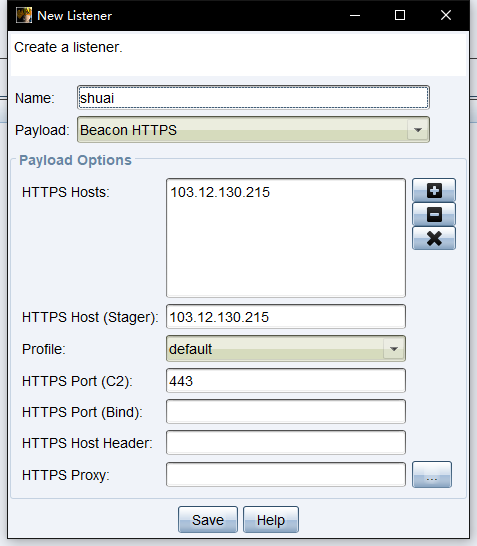 New Listener
Create a listener.
Name: shuai
Payload: Beacon HTTPS
Payload Options
HTTPS Hosts: 103.12.130.215
HTTPS Host (Stager): 103.12.130.215
Profile: default
HTTPS Port (C2): 443
HTTPS Port (Bind):
HTTPS Host Header:
HTTPS Proxy: ...
Save Help